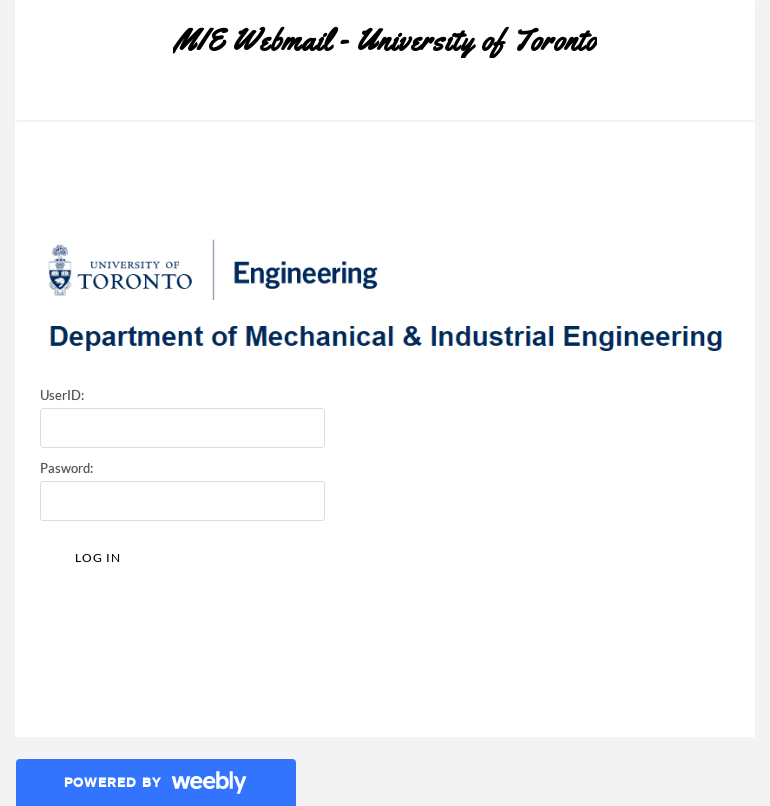 MIE Webmail - University of Toronto
UNIVERSITY OF
TORONTO
Engineering
Department of Mechanical & Industrial Engineering
UserID:
Pasword:
LOG IN
POWERED BY weebly